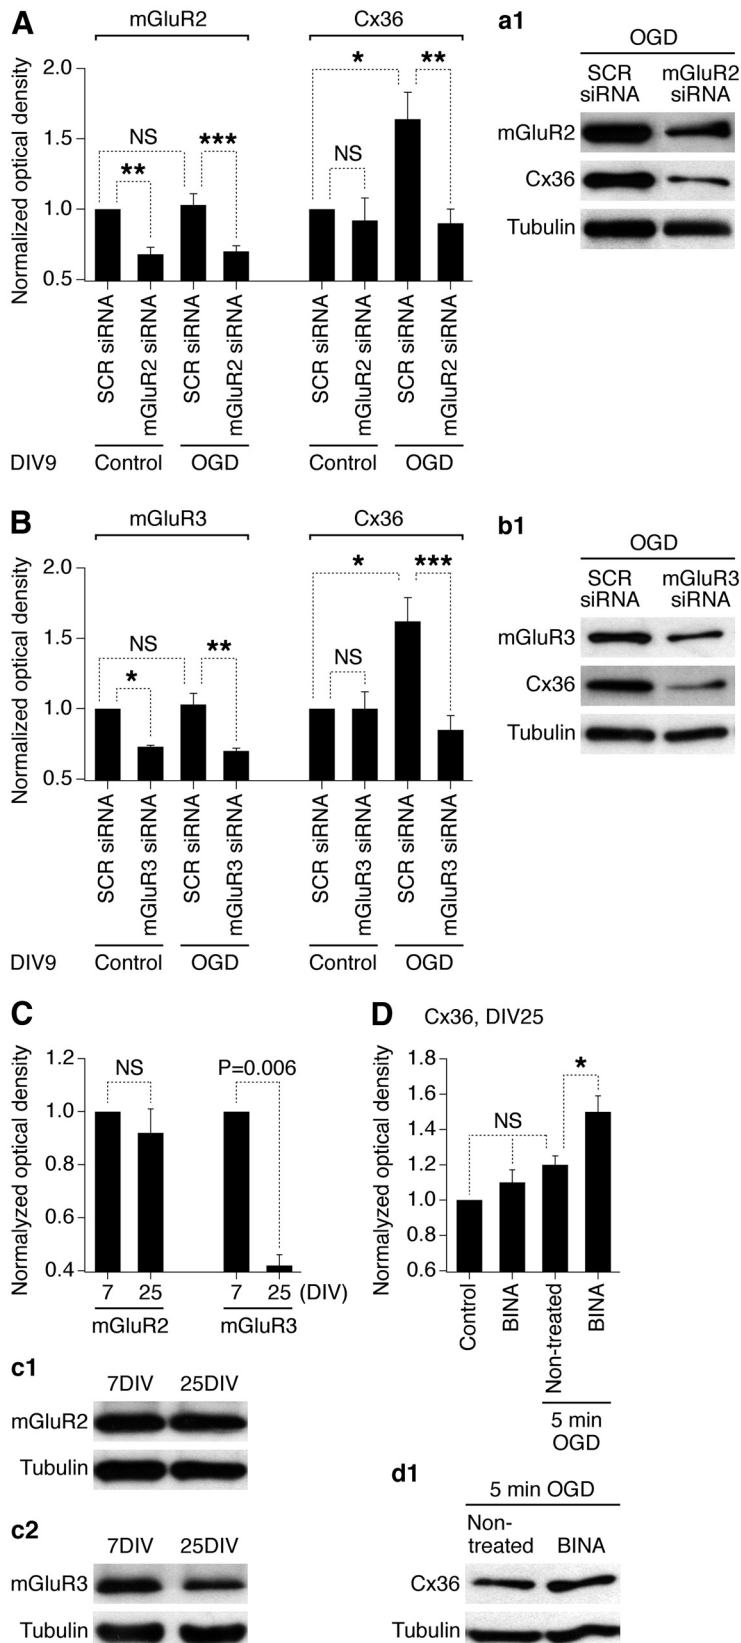 A
mGluR2
Cx36
Normalized optical density
2.0
1.5
1.0
0.5
NS
**
***
*
**
NS
SCR siRNA
mGluR2 siRNA
SCR siRNA
mGluR2 siRNA
SCR siRNA
mGluR2 siRNA
SCR siRNA
mGluR2 siRNA
DIV9
Control
OGD
Control
OGD
a1
OGD
SCR siRNA
mGluR2 siRNA
mGluR2
Cx36
Tubulin
B
mGluR3
Cx36
Normalized optical density
2.0
1.5
1.0
0.5
NS
*
**
*
***
NS
SCR siRNA
mGluR3 siRNA
SCR siRNA
mGluR3 siRNA
SCR siRNA
mGluR3 siRNA
SCR siRNA
mGluR3 siRNA
DIV9
Control
OGD
Control
OGD
b1
OGD
SCR siRNA
mGluR3 siRNA
mGluR3
Cx36
Tubulin
C
Normalyzed optical density
1.2
1.0
0.8
0.6
0.4
NS
P=0.006
7 25 7 25 (DIV)
mGluR2
mGluR3
D
Cx36, DIV25
Normalyzed optical density
1.8
1.6
1.4
1.2
1.0
0.8
0.6
NS
*
Control
BINA
Non-treated
BINA
5 min
OGD
c1
7DIV 25DIV
mGluR2
Tubulin
c2
7DIV 25DIV
mGluR3
Tubulin
d1
5 min OGD
Non-
treated
BINA
Cx36
Tubulin